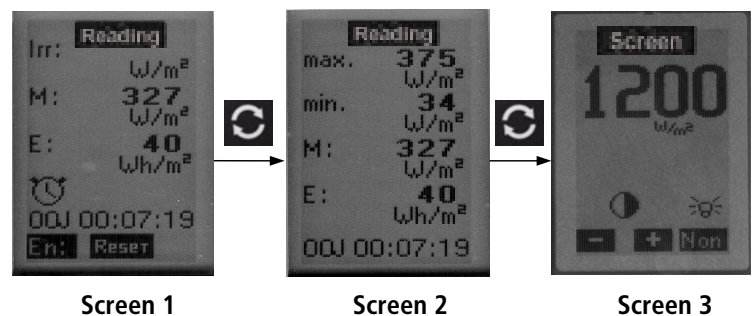 Reading
Irr:
W/m²
M: 327
W/m²
E: 40
Wh/m²
00J 00:07:19
En: Reset
Screen 1
Reading
max. 375
W/m²
min. 34
W/m²
M: 327
W/m²
E: 40
Wh/m²
00J 00:07:19
Screen 2
Screen
1200
W/m²
- + Non
Screen 3